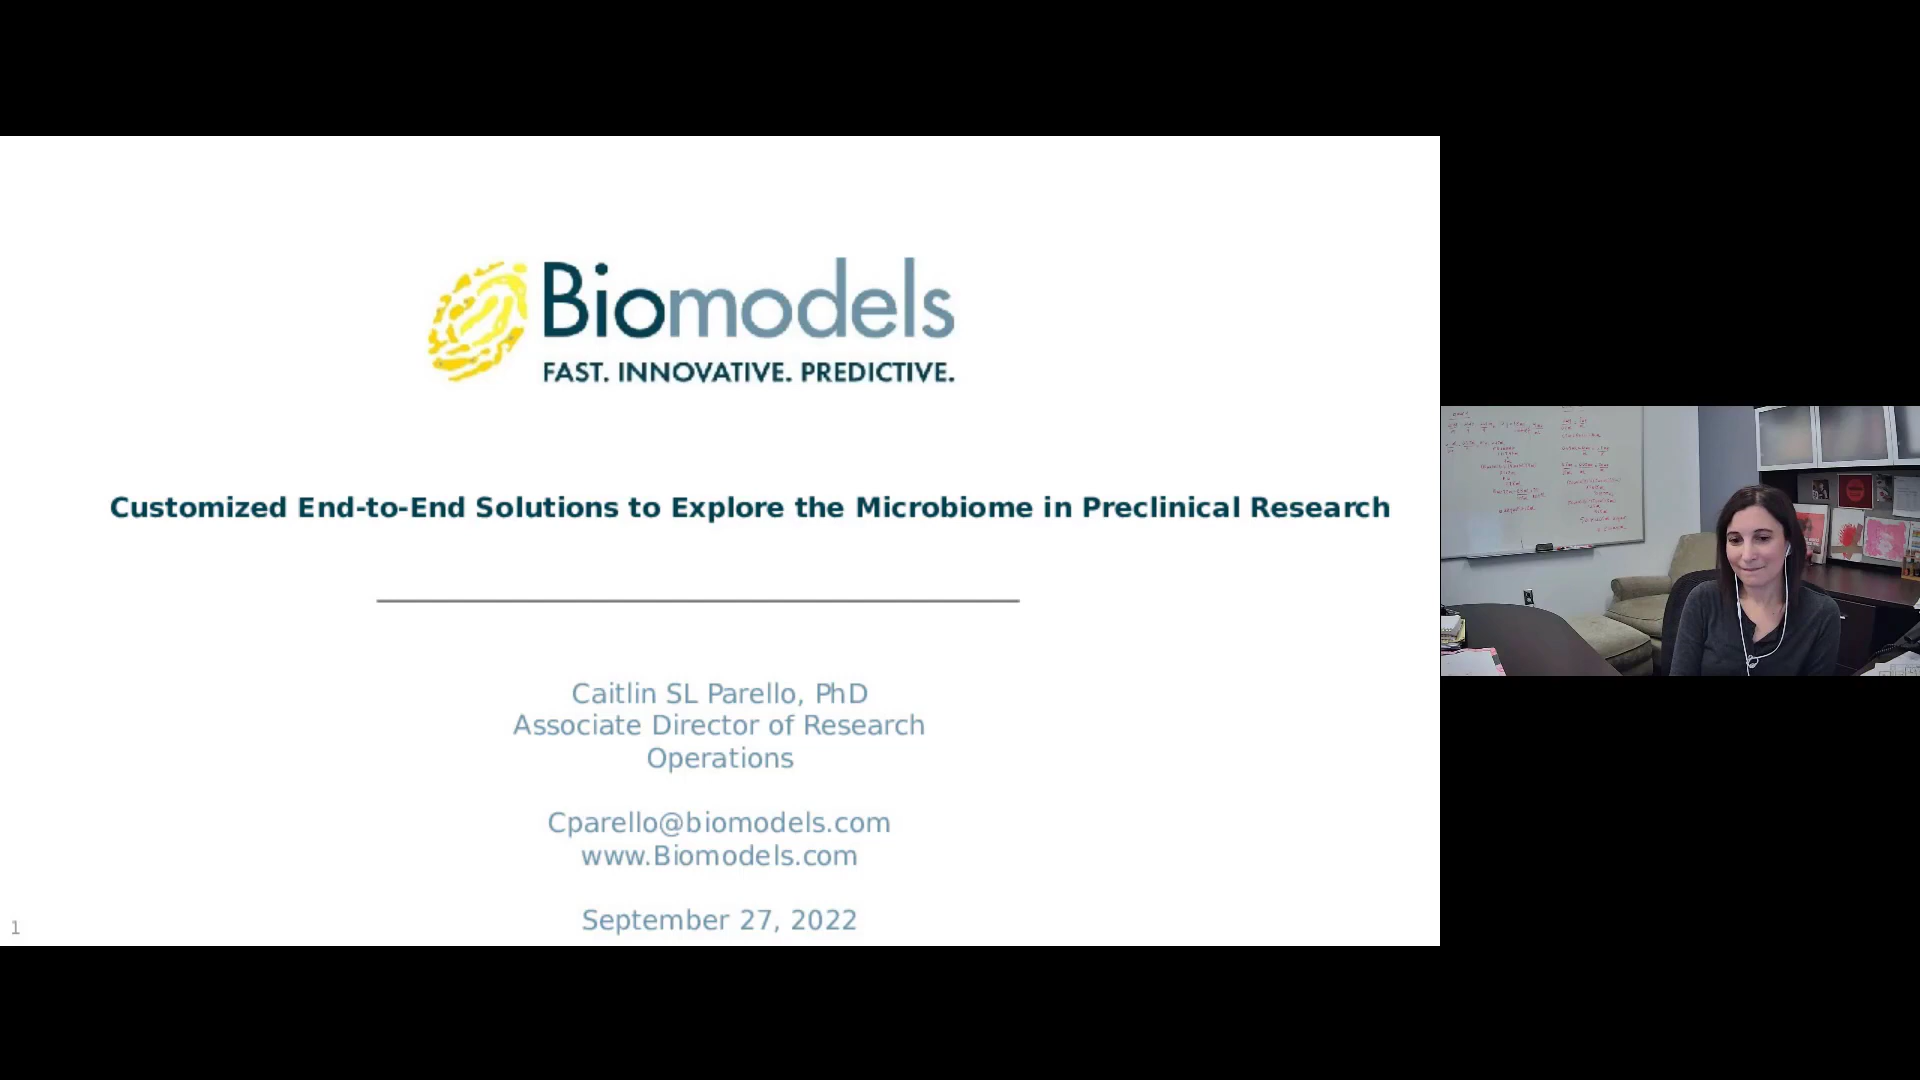 Biomodels
FAST. INNOVATIVE. PREDICTIVE.
Customized End-to-End Solutions to Explore the Microbiome in Preclinical Research
Caitlin SL Parello, PhD
Associate Director of Research
Operations
Cparello@biomodels.com
www.Biomodels.com
September 27, 2022
1